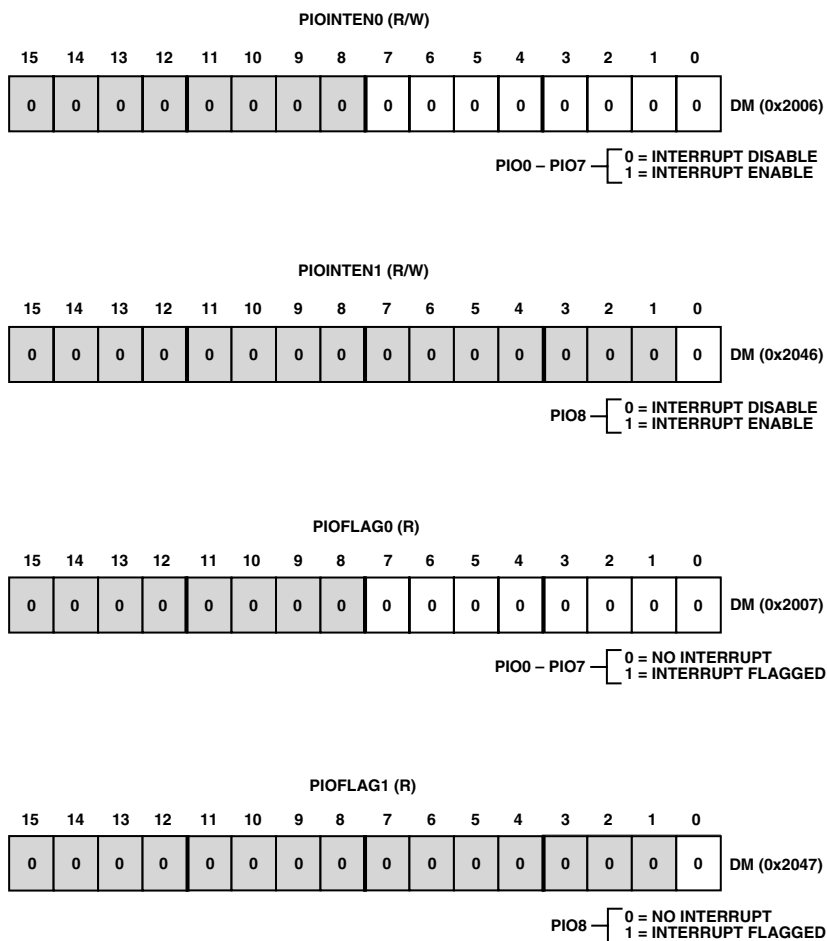 PIOINTEN0 (R/W)
15 14 13 12 11 10 9 8 7 6 5 4 3 2 1 0
0 0 0 0 0 0 0 0 0 0 0 0 0 0 0 0 DM (0x2006)
PIO0 – PIO7 0 = INTERRUPT DISABLE
1 = INTERRUPT ENABLE
PIOINTEN1 (R/W)
15 14 13 12 11 10 9 8 7 6 5 4 3 2 1 0
0 0 0 0 0 0 0 0 0 0 0 0 0 0 0 0 DM (0x2046)
PIO8 0 = INTERRUPT DISABLE
1 = INTERRUPT ENABLE
PIOFLAG0 (R)
15 14 13 12 11 10 9 8 7 6 5 4 3 2 1 0
0 0 0 0 0 0 0 0 0 0 0 0 0 0 0 0 DM (0x2007)
PIO0 – PIO7 0 = NO INTERRUPT
1 = INTERRUPT FLAGGED
PIOFLAG1 (R)
15 14 13 12 11 10 9 8 7 6 5 4 3 2 1 0
0 0 0 0 0 0 0 0 0 0 0 0 0 0 0 0 DM (0x2047)
PIO8 0 = NO INTERRUPT
1 = INTERRUPT FLAGGED